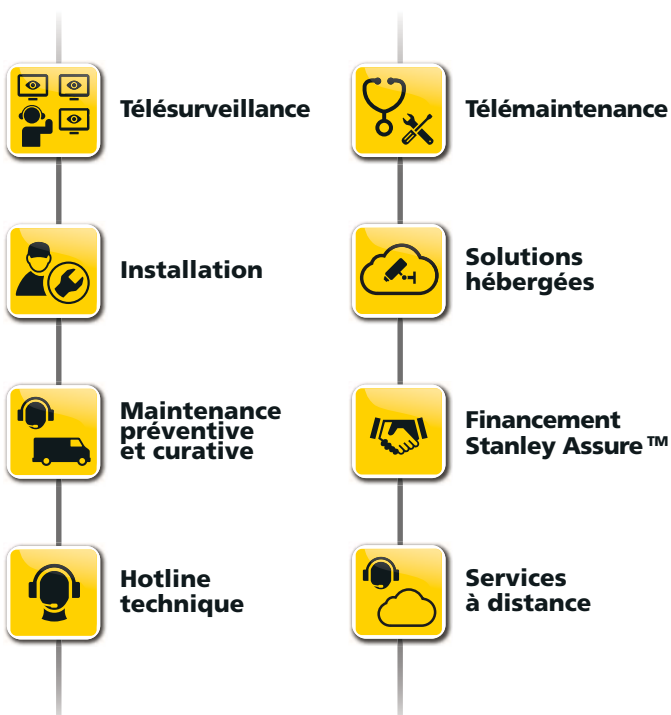 Télésurveillance
Installation
Maintenance
préventive
et curative
Hotline
technique
Télémaintenance
Solutions
hébergées
Financement
Stanley Assure™
Services
à distance